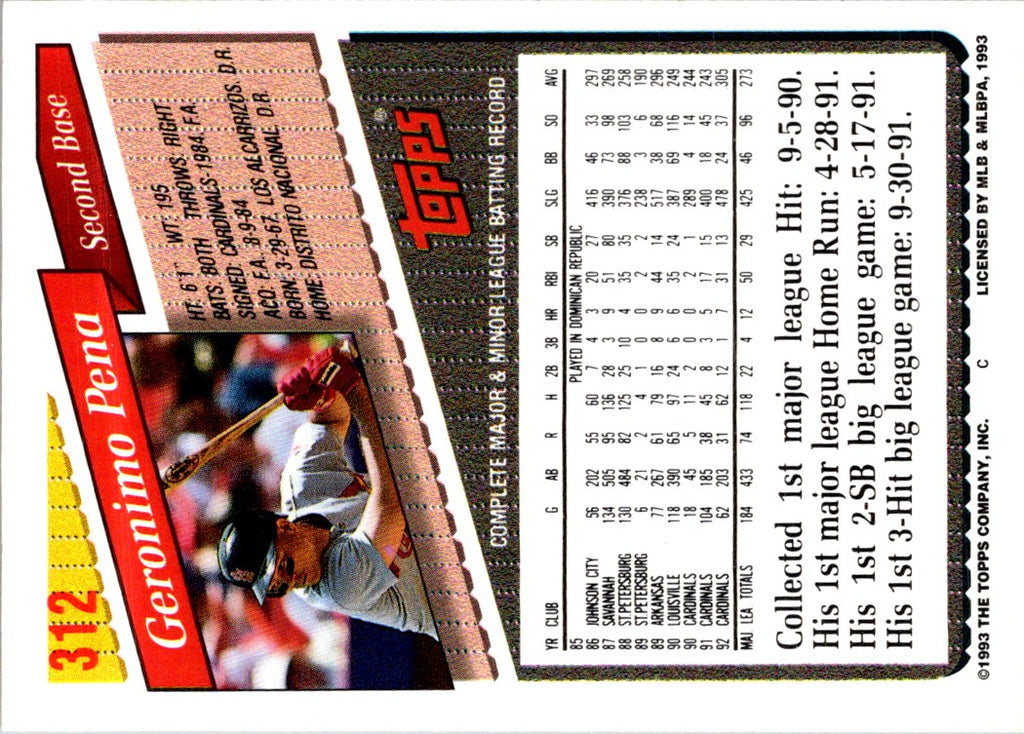 312
Geronimo Pena
Second Base
HT: 6'1" WT: 195
BATS: BOTH THROWS: RIGHT
SIGNED: CARDINALS-1984, F.A.
ACQ: F.A., 8-9-84
BORN: 3-29-67, LOS ALCARRIZOS, D.R.
HOME: DISTRITO NACIONAL, D.R.
TOPPS®
COMPLETE MAJOR & MINOR LEAGUE BATTING RECORD
YR CLUB G AB R H 2B 3B HR RBI SB SLG BB SO AVG
85 PLAYED IN DOMINICAN REPUBLIC
86 JOHNSON CITY 56 202 55 60 7 4 3 20 27 416 46 33 297
87 SAVANNAH 134 505 95 136 28 3 9 51 80 390 73 98 269
88 ST.PETERSBURG 130 484 82 125 25 10 4 35 35 376 88 103 258
89 ST.PETERSBURG 6 21 2 4 1 0 0 2 2 238 3 6 190
89 ARKANSAS 77 267 61 79 16 8 9 44 14 517 38 68 296
90 LOUISVILLE 118 390 65 97 24 6 6 35 24 387 69 116 249
90 CARDINALS 18 45 5 11 2 0 0 2 1 289 4 14 244
91 CARDINALS 104 185 38 45 8 3 5 17 15 400 18 45 243
92 CARDINALS 62 203 31 62 12 1 7 31 13 478 24 37 305
MAJ LEA TOTALS 184 433 74 118 22 4 12 50 29 425 46 96 273
Collected 1st major league Hit: 9-5-90.
His 1st major league Home Run: 4-28-91.
His 1st 2-SB big league game: 5-17-91.
His 1st 3-Hit big league game: 9-30-91.
©1993 THE TOPPS COMPANY, INC. C LICENSED BY MLB & MLBPA, 1993